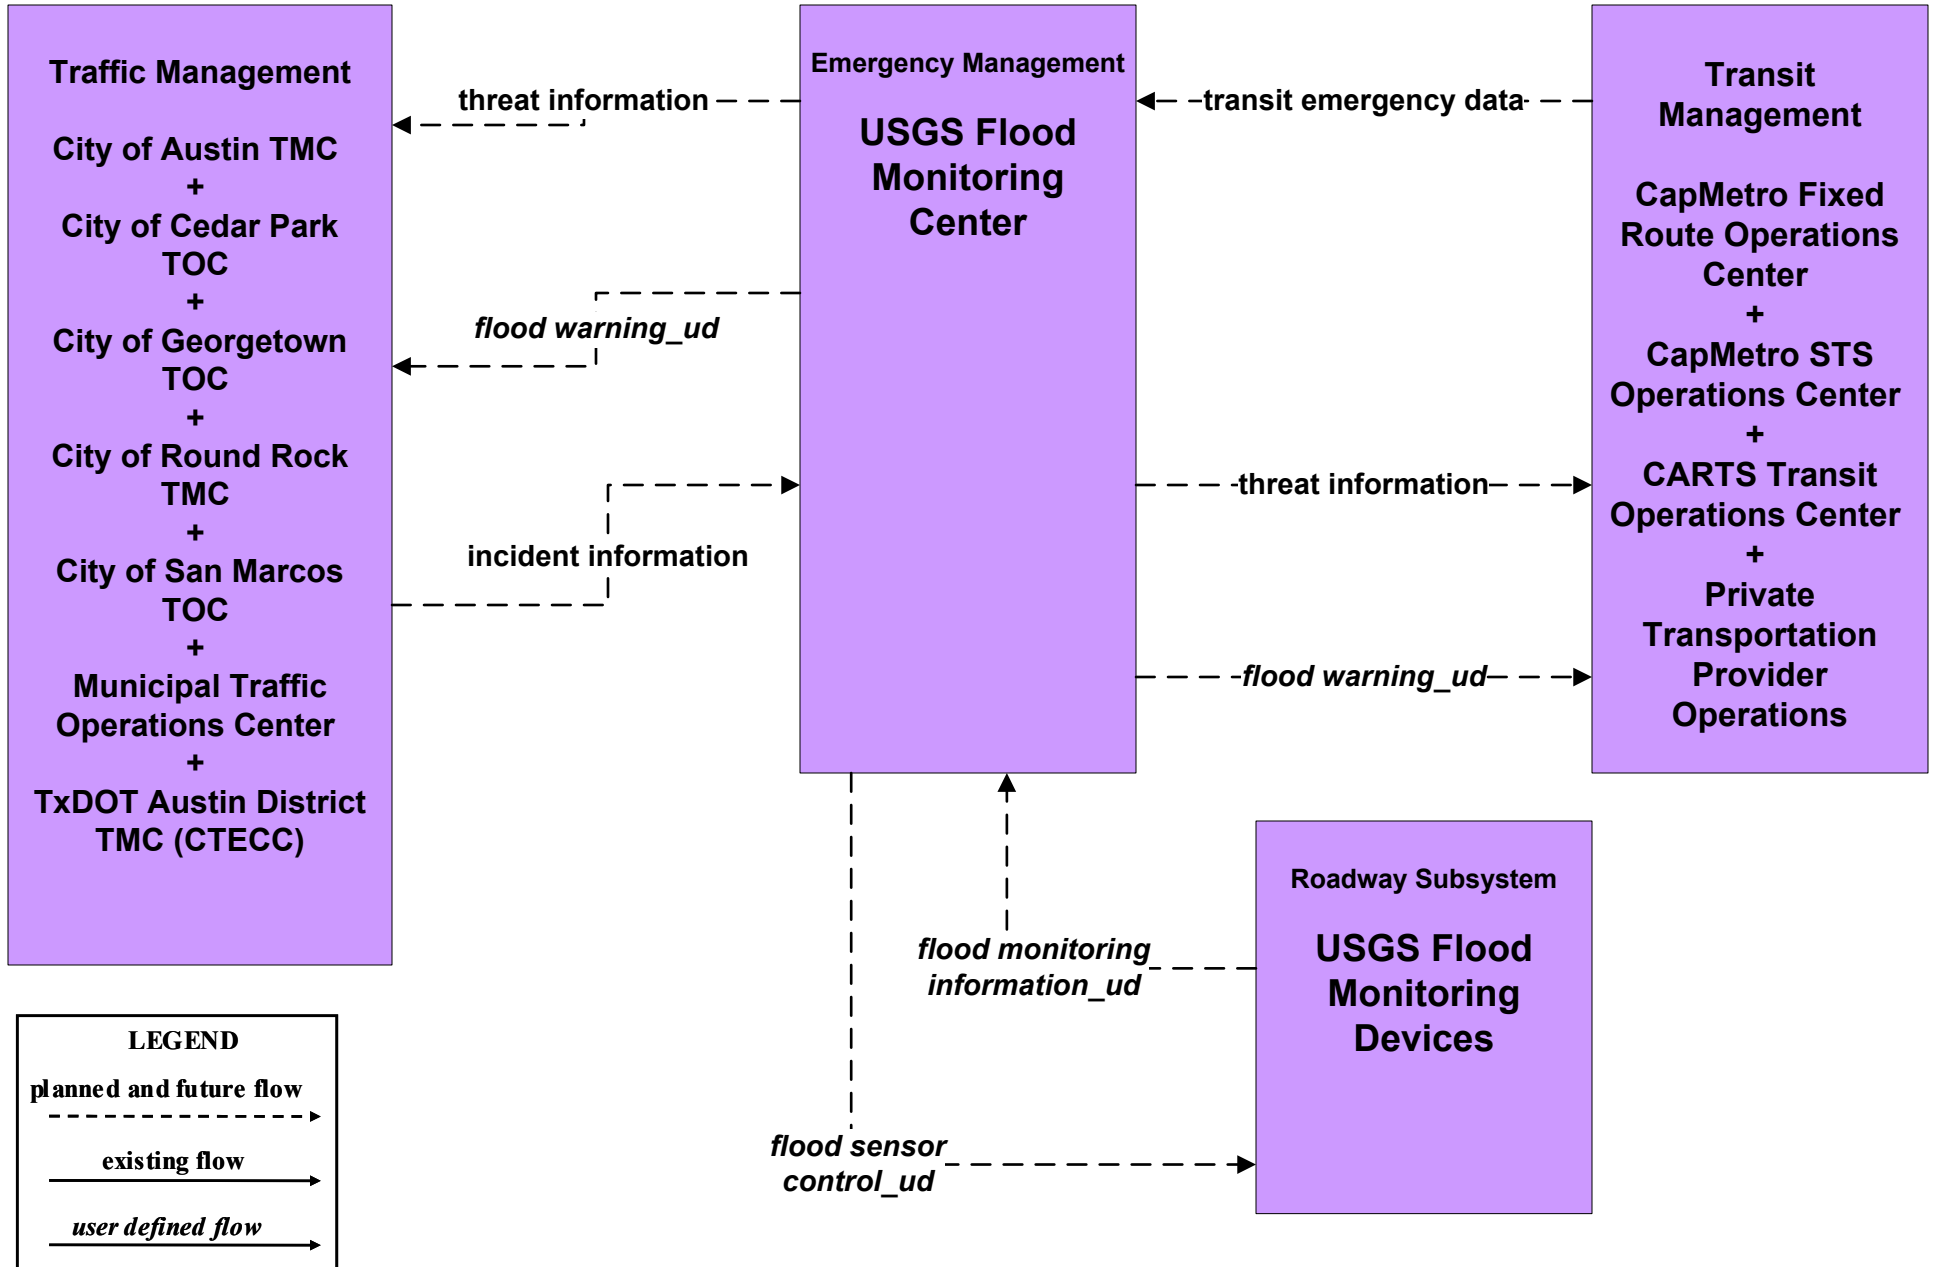 Traffic Management
City of Austin TMC
+
City of Cedar Park
TOC
+
City of Georgetown
TOC
+
City of Round Rock
TMC
+
City of San Marcos
TOC
+
Municipal Traffic
Operations Center
+
TxDOT Austin District
TMC (CTECC)
threat information
flood warning_ud
incident information
Emergency Management
USGS Flood
Monitoring
Center
transit emergency data
threat information
flood warning_ud
Transit
Management
CapMetro Fixed
Route Operations
Center
+
CapMetro STS
Operations Center
+
CARTS Transit
Operations Center
+
Private
Transportation
Provider
Operations
flood monitoring
information_ud
flood sensor
control_ud
Roadway Subsystem
USGS Flood
Monitoring
Devices
LEGEND
planned and future flow
existing flow
user defined flow